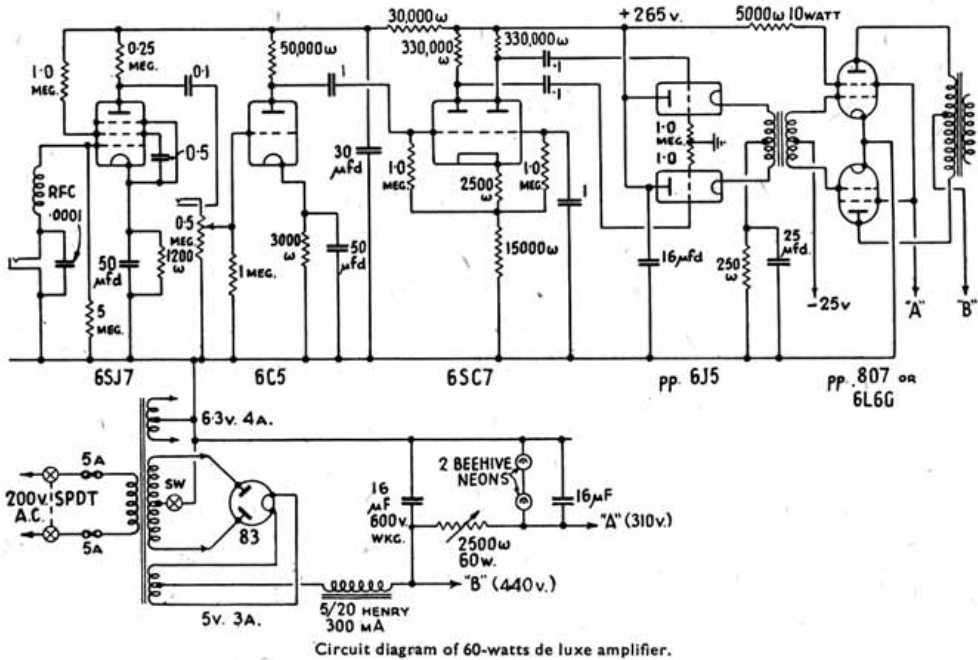 30,000ω
+265 v.
5000ω 10 WATT
0·25
MEG.
50,000ω
330,000
ω
330,000ω
1·0
MEG.
0·1
·1
·1
·1
1·0
MEG.
1·0
0·5
RFC
·0001
0·5
MEG.
30
μfd
1·0
MEG.
2500
ω
1·0
MEG.
·1
50
μfd
1200
ω
1 MEG.
3000
ω
50
μfd
15000ω
16 μfd
250
ω
25
μfd.
-25v
"A"
"B"
5
MEG.
6SJ7
6C5
6SC7
pp. 6J5
pp .807 OR
6L6G
6·3v. 4A.
5A
200v. SPDT
A.C.
5A
SW
83
2 BEEHIVE
NEONS
16
μF
600v.
WKG.
16μF
"A" (310v.)
2500ω
60w.
"B" (440v.)
5v. 3A.
5/20 HENRY
300 MA
Circuit diagram of 60-watts de luxe amplifier.